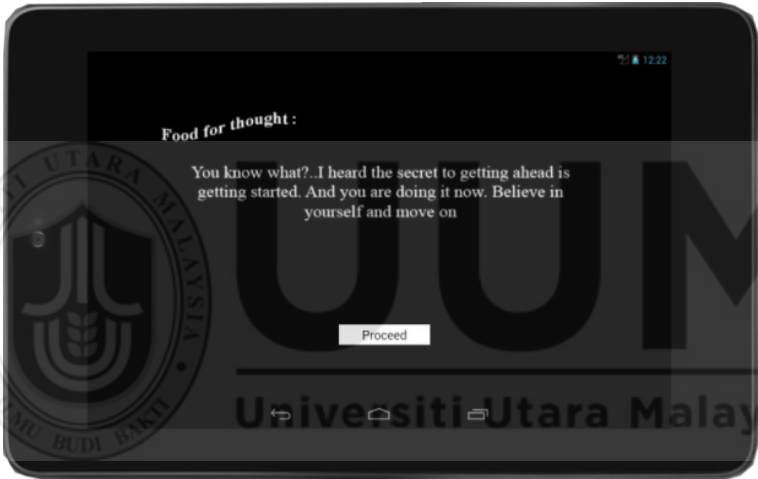 12:22
Food for thought :
You know what?..I heard the secret to getting ahead is
getting started. And you are doing it now. Believe in
yourself and move on
Proceed
UUM
Universiti Utara Malay
UTARA MALAYSIA
ILMU BUDI BAKTI